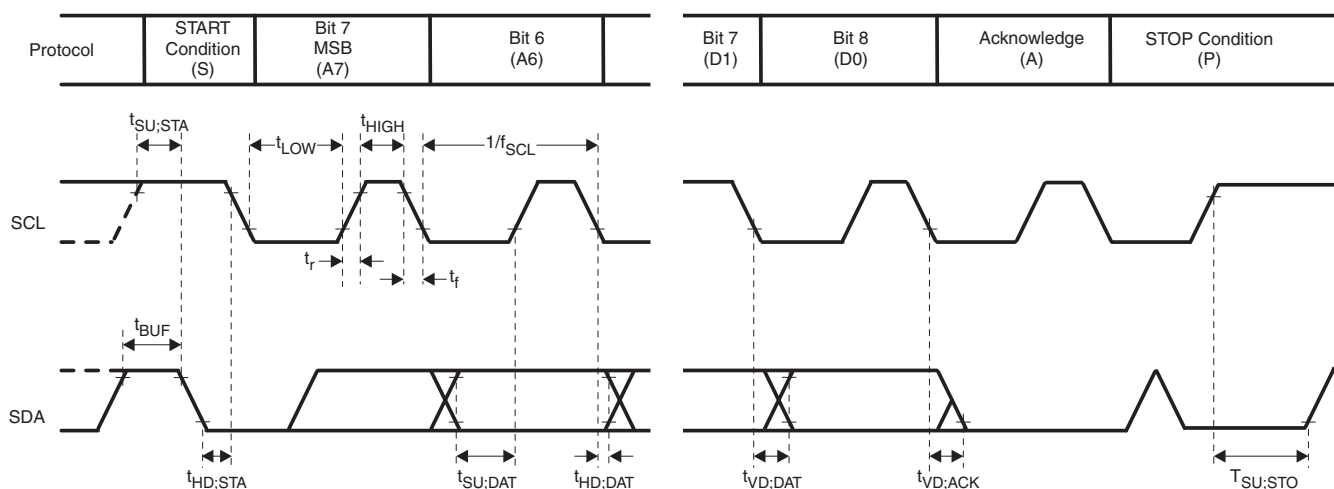 Protocol
START
Condition
(S)
Bit 7
MSB
(A7)
Bit 6
(A6)
Bit 7
(D1)
Bit 8
(D0)
Acknowledge
(A)
STOP Condition
(P)
tSU;STA
tLOW
tHIGH
1/fSCL
SCL
tr
tf
tBUF
SDA
tHD;STA
tSU;DAT
tHD;DAT
tVD;DAT
tVD;ACK
TSU;STO